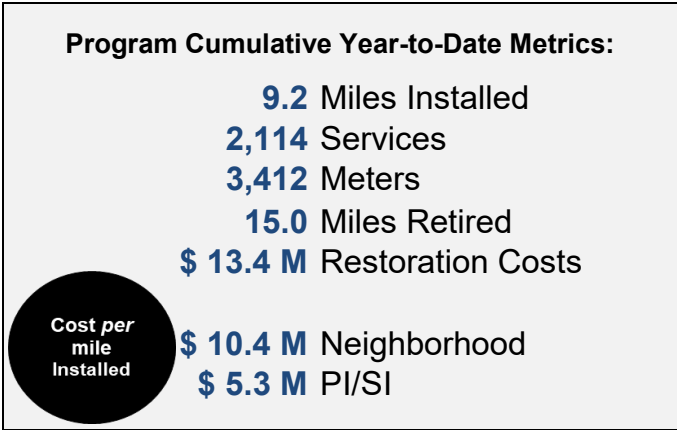 Program Cumulative Year-to-Date Metrics:
9.2 Miles Installed
2,114 Services
3,412 Meters
15.0 Miles Retired
$ 13.4 M Restoration Costs
Cost per
mile
Installed
$ 10.4 M Neighborhood
$ 5.3 M PI/SI